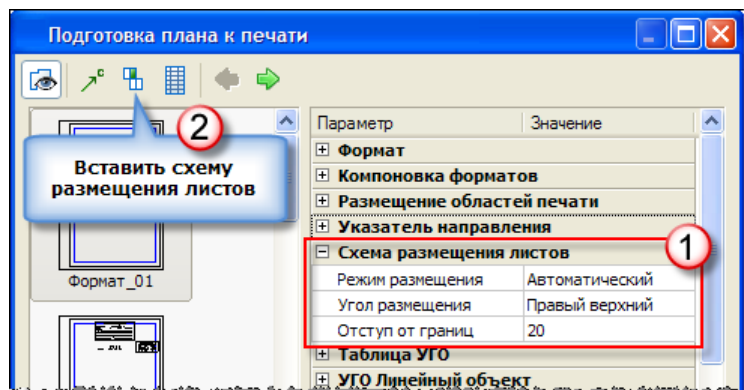 Подготовка плана к печати
2
Вставить схему
размещения листов
Формат_01
Параметр Значение
Формат
Компоновка форматов
Размещение областей печати
Указатель направления
Схема размещения листов
1
Режим размещения Автоматический
Угол размещения Правый верхний
Отступ от границ 20
Таблица УГО
УГО Линейный объект